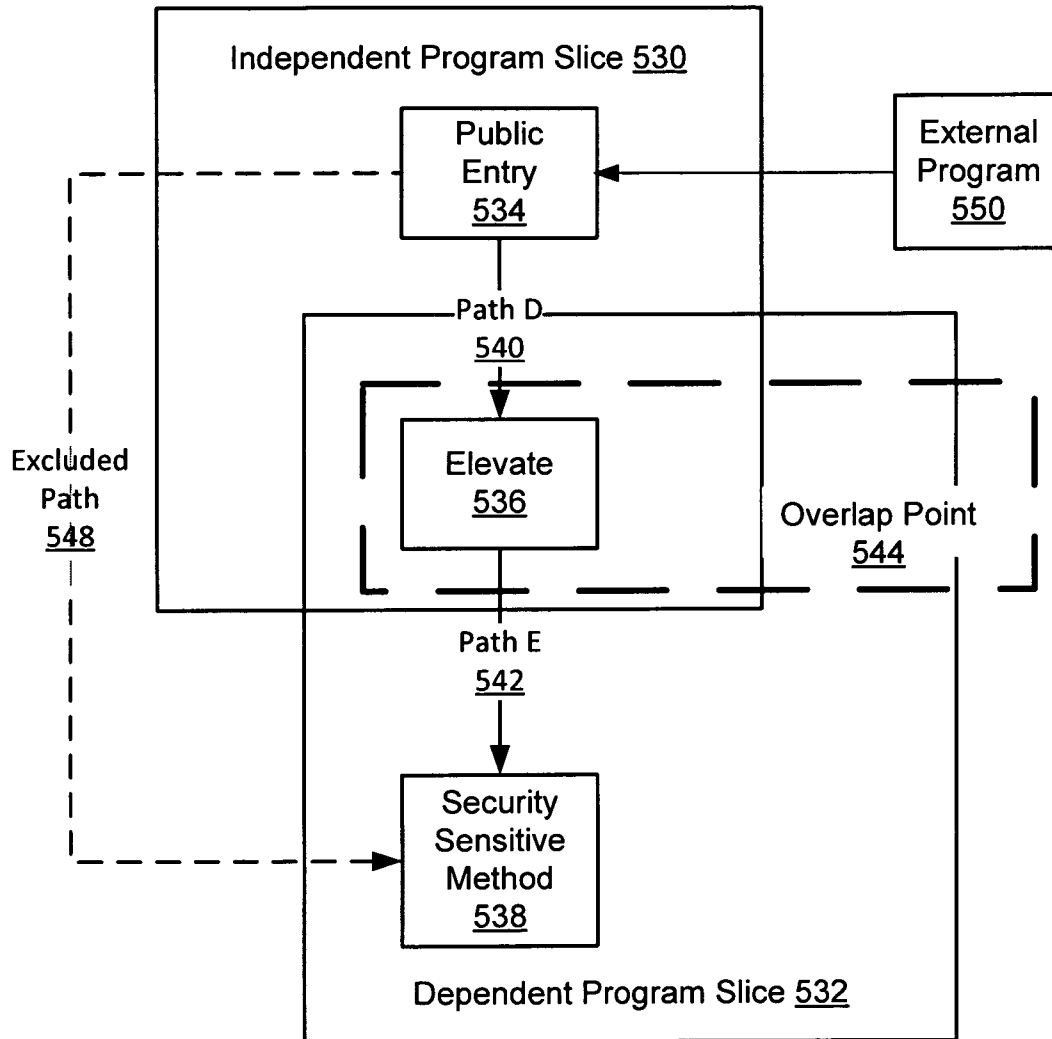 Independent Program Slice 530
Public
Entry
534
External
Program
550
Path D
540
Elevate
536
Excluded
Path
548
Overlap Point
544
Path E
542
Security
Sensitive
Method
538
Dependent Program Slice 532